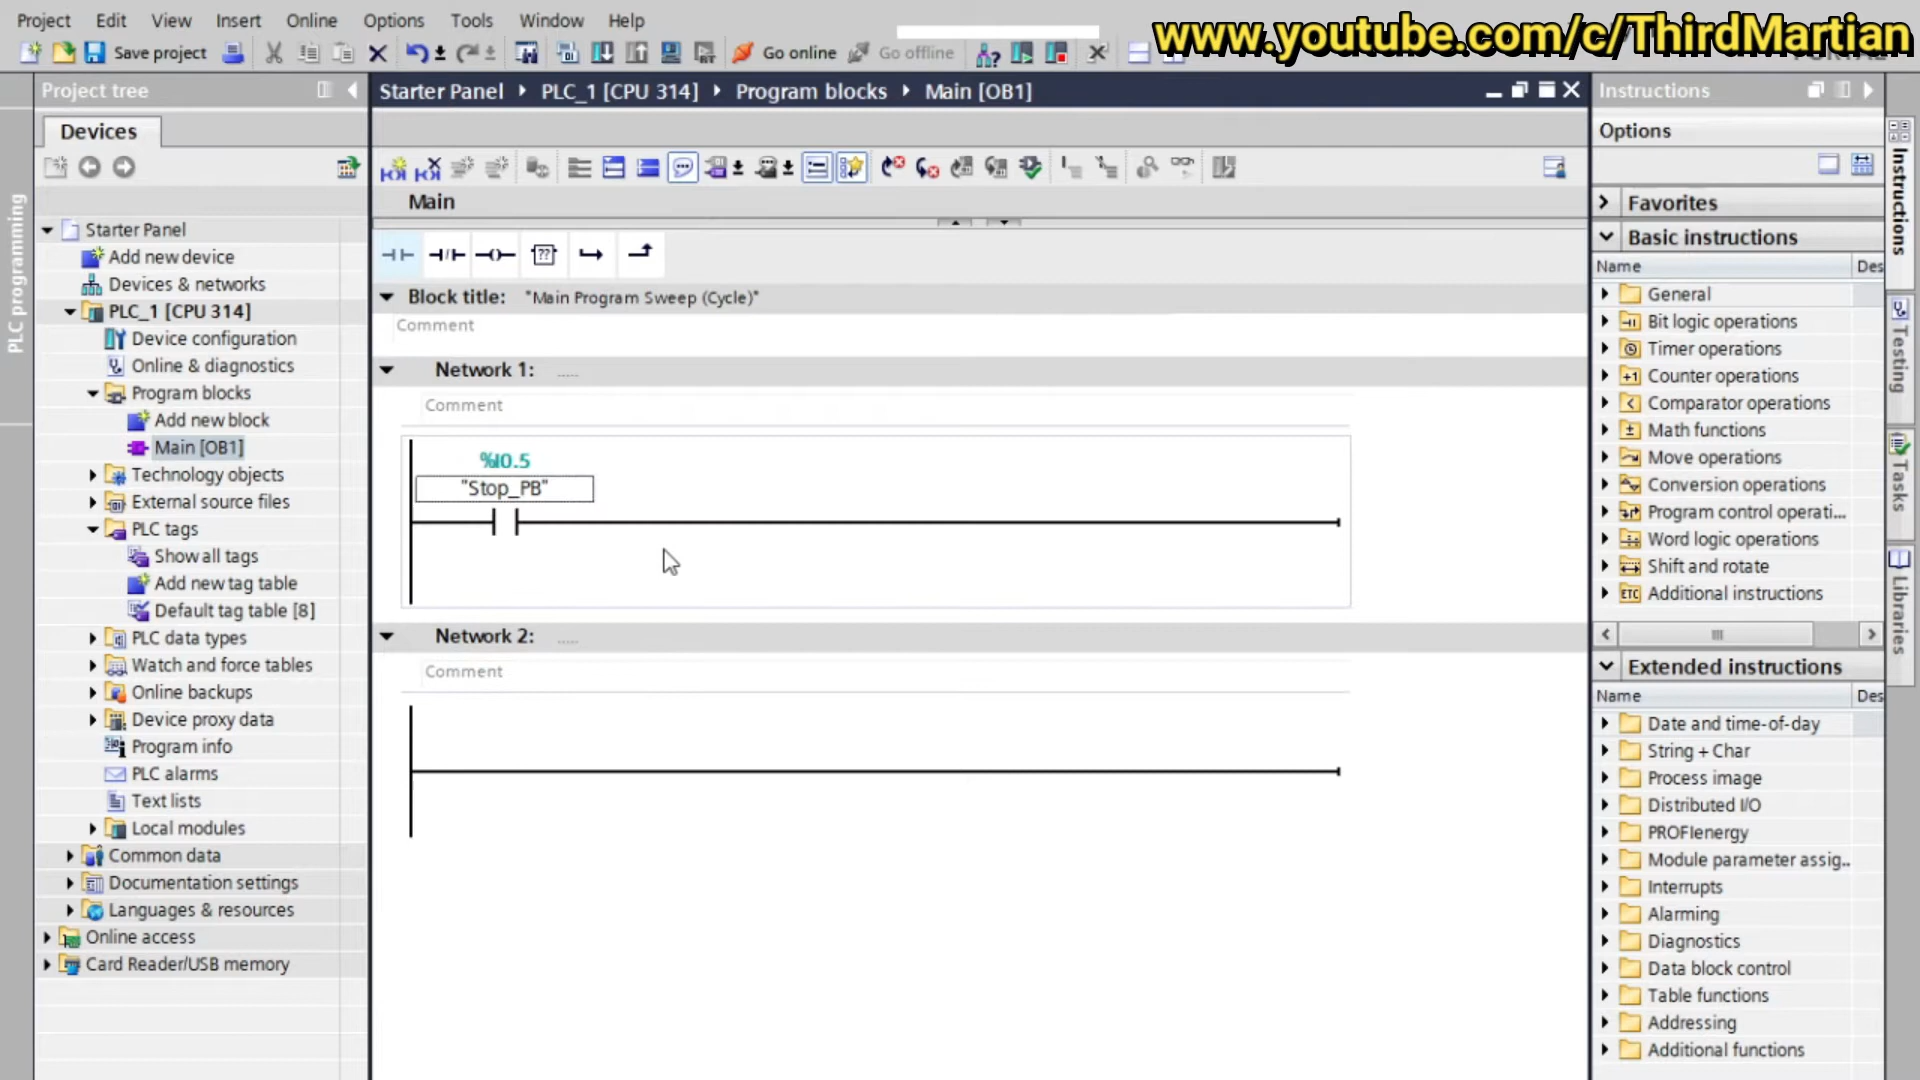 Project Edit View Insert Online Options Tools Window Help
www.youtube.com/c/ThirdMartian
Save project Go online Go offline
Project tree
Devices
PLC programming
Starter Panel
Add new device
Devices & networks
PLC_1 [CPU 314]
Device configuration
Online & diagnostics
Program blocks
Add new block
Main [OB1]
Technology objects
External source files
PLC tags
Show all tags
Add new tag table
Default tag table [8]
PLC data types
Watch and force tables
Online backups
Device proxy data
Program info
PLC alarms
Text lists
Local modules
Common data
Documentation settings
Languages & resources
Online access
Card Reader/USB memory
Starter Panel PLC_1 [CPU 314] Program blocks Main [OB1]
Main
??
Block title: "Main Program Sweep (Cycle)"
Comment
Network 1: .....
Comment
%I0.5
"Stop_PB"
Network 2: .....
Comment
Instructions
Options
Favorites
Basic instructions
Name Des
General
Bit logic operations
Timer operations
Counter operations
Comparator operations
Math functions
Move operations
Conversion operations
Program control operati...
Word logic operations
Shift and rotate
Additional instructions
Extended instructions
Name Des
Date and time-of-day
String + Char
Process image
Distributed I/O
PROFIenergy
Module parameter assig..
Interrupts
Alarming
Diagnostics
Data block control
Table functions
Addressing
Additional functions
Instructions
Testing
Tasks
Libraries